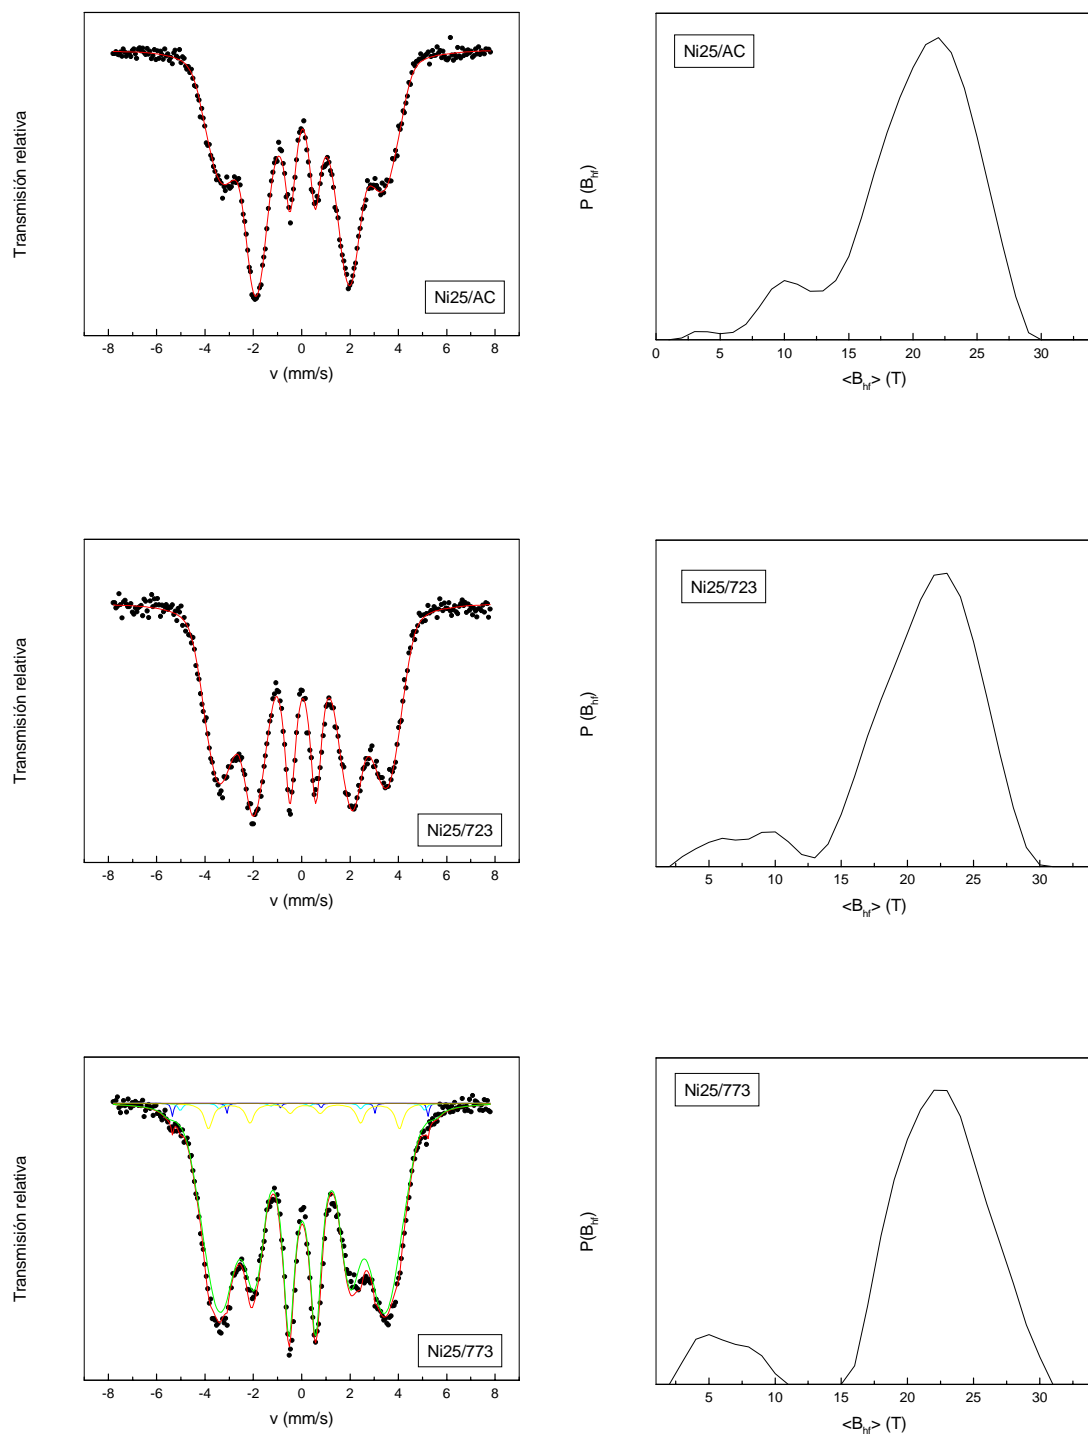 Transmisión relativa
Ni25/AC
-8 -6 -4 -2 0 2 4 6 8
v (mm/s)
P (B_hf)
Ni25/AC
0 5 10 15 20 25 30
<B_hf> (T)
Transmisión relativa
Ni25/723
-8 -6 -4 -2 0 2 4 6 8
v (mm/s)
P (B_hf)
Ni25/723
5 10 15 20 25 30
<B_hf> (T)
Transmisión relativa
Ni25/773
-8 -6 -4 -2 0 2 4 6 8
v (mm/s)
P(B_hf)
Ni25/773
5 10 15 20 25 30
<B_hf> (T)